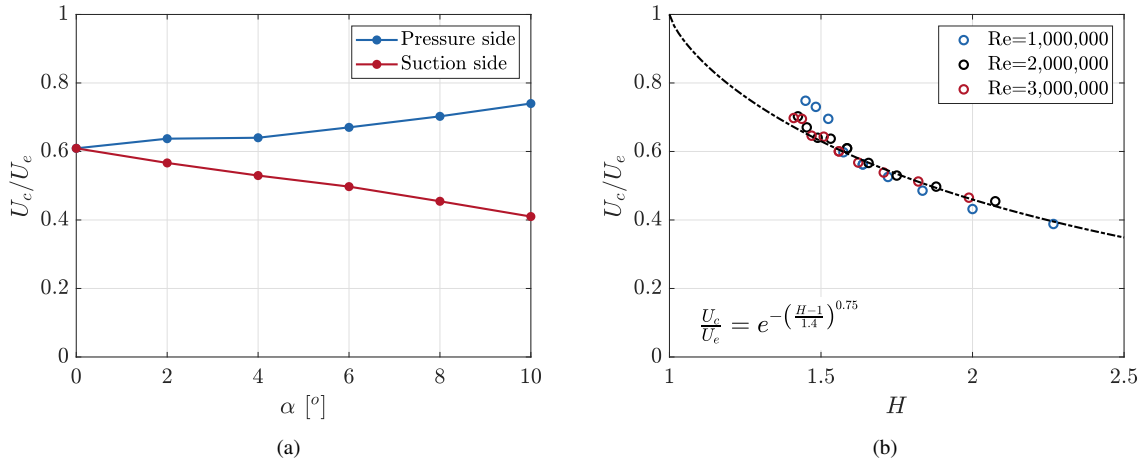 1
0.8
0.6
0.4
0.2
0
U_c/U_e
Pressure side
Suction side
0 2 4 6 8 10
α [°]
(a)
1
0.8
0.6
0.4
0.2
0
U_c/U_e
Re=1,000,000
Re=2,000,000
Re=3,000,000
U_c/U_e = e^{-((H-1)/1.4)^{0.75}}
1 1.5 2 2.5
H
(b)